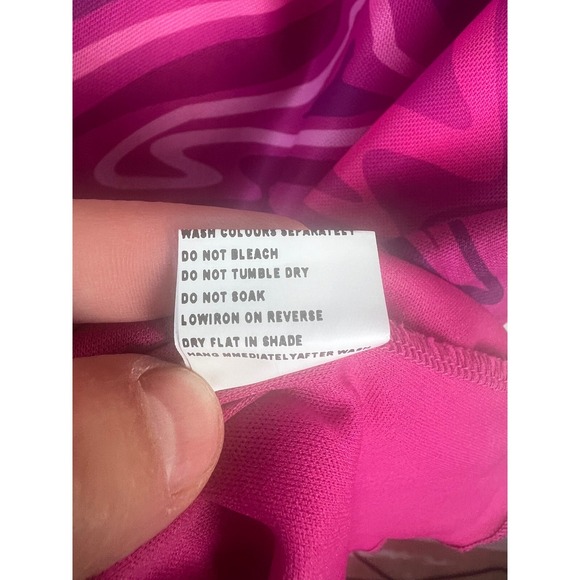 WASH COLOURS SEPARATELY
DO NOT BLEACH
DO NOT TUMBLE DRY
DO NOT SOAK
LOWIRON ON REVERSE
DRY FLAT IN SHADE
HANG MMEDIATELYAFTER WASH